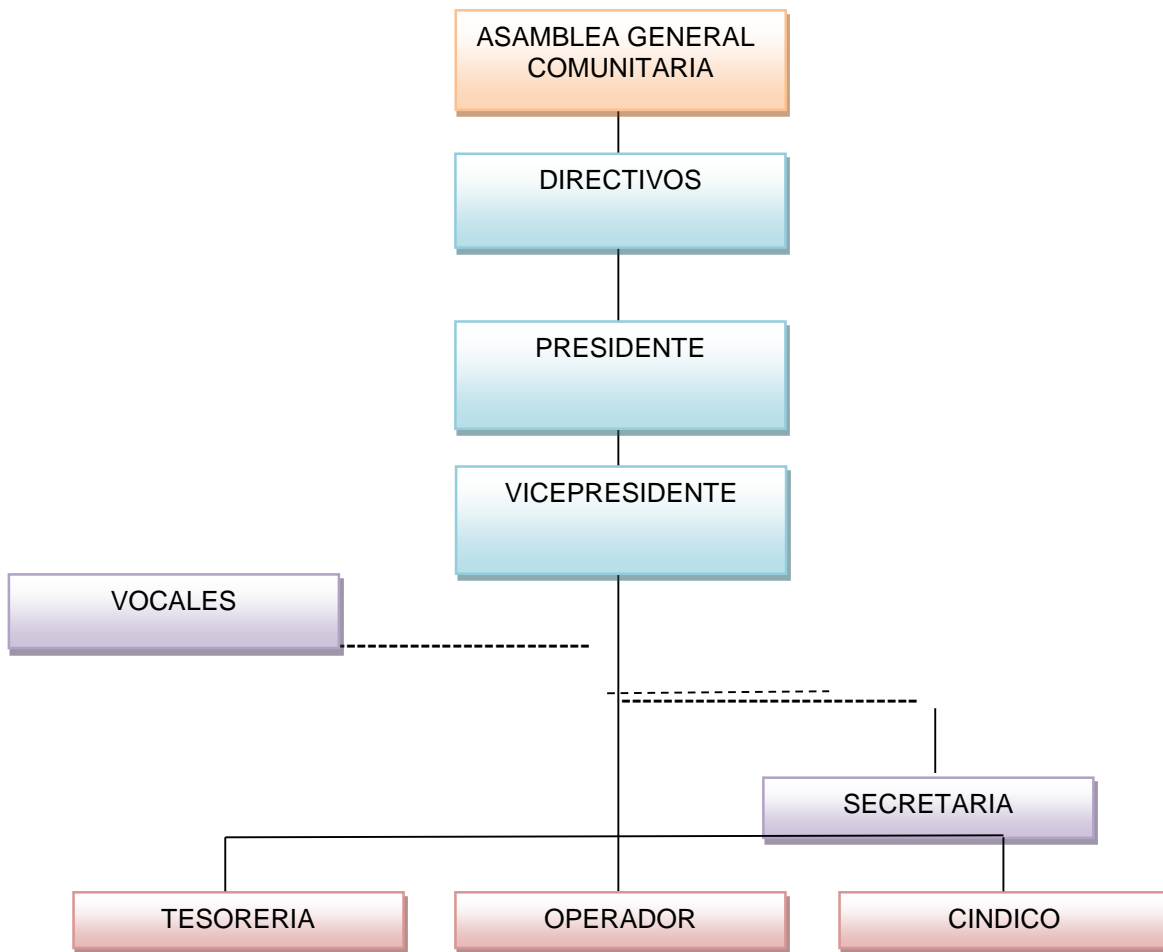 ASAMBLEA GENERAL
COMUNITARIA
DIRECTIVOS
PRESIDENTE
VICEPRESIDENTE
VOCALES
SECRETARIA
TESORERIA
OPERADOR
CINDICO